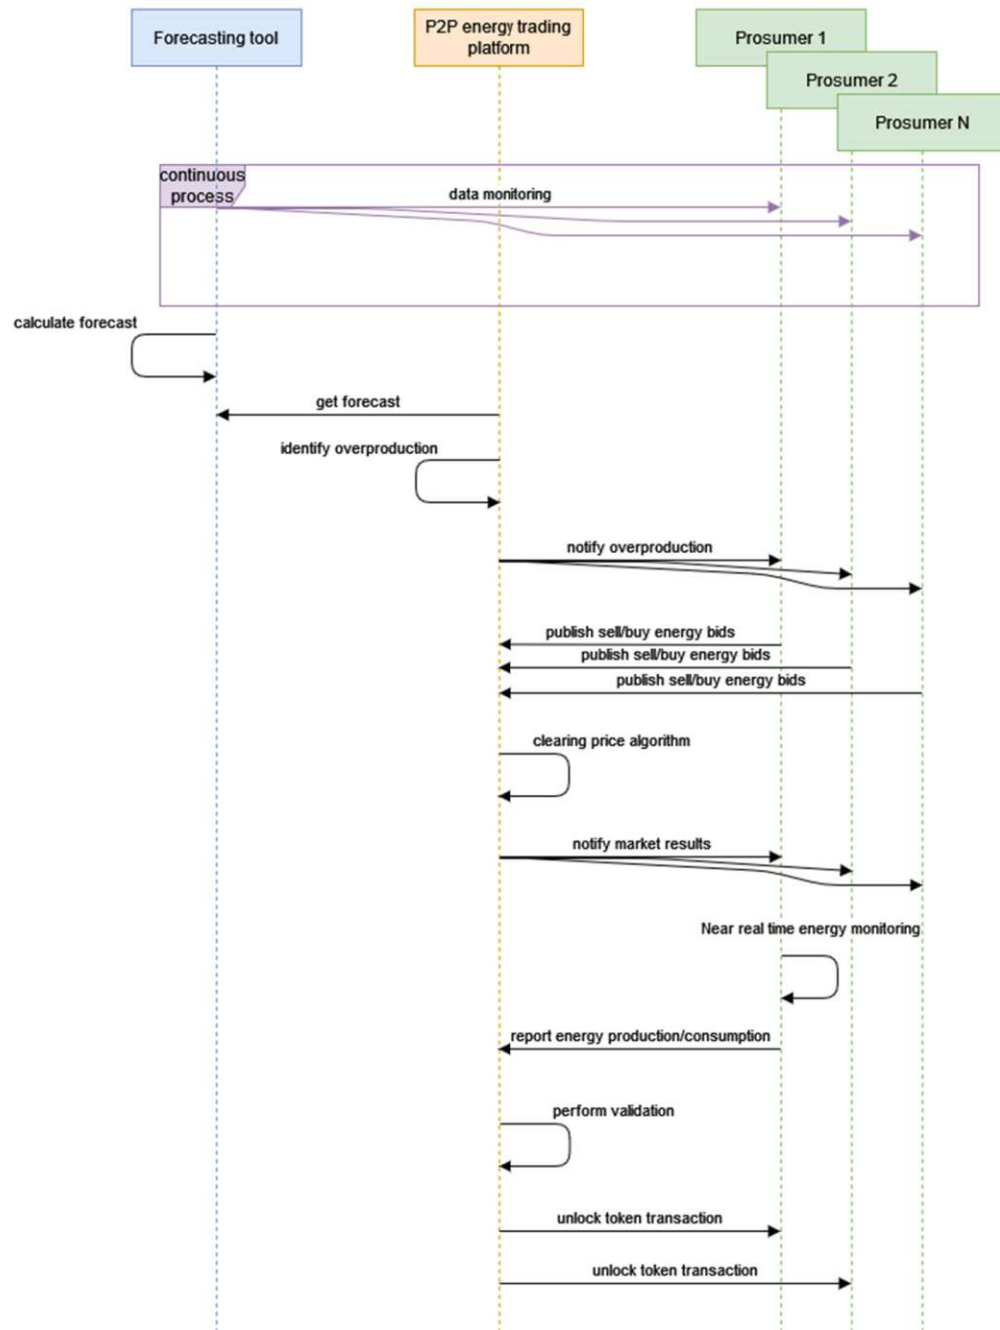 Forecasting tool
P2P energy trading
platform
Prosumer 1
Prosumer 2
Prosumer N
continuous
process
data monitoring
calculate forecast
get forecast
identify overproduction
notify overproduction
publish sell/buy energy bids
publish sell/buy energy bids
publish sell/buy energy bids
clearing price algorithm
notify market results
Near real time energy monitoring
report energy production/consumption
perform validation
unlock token transaction
unlock token transaction